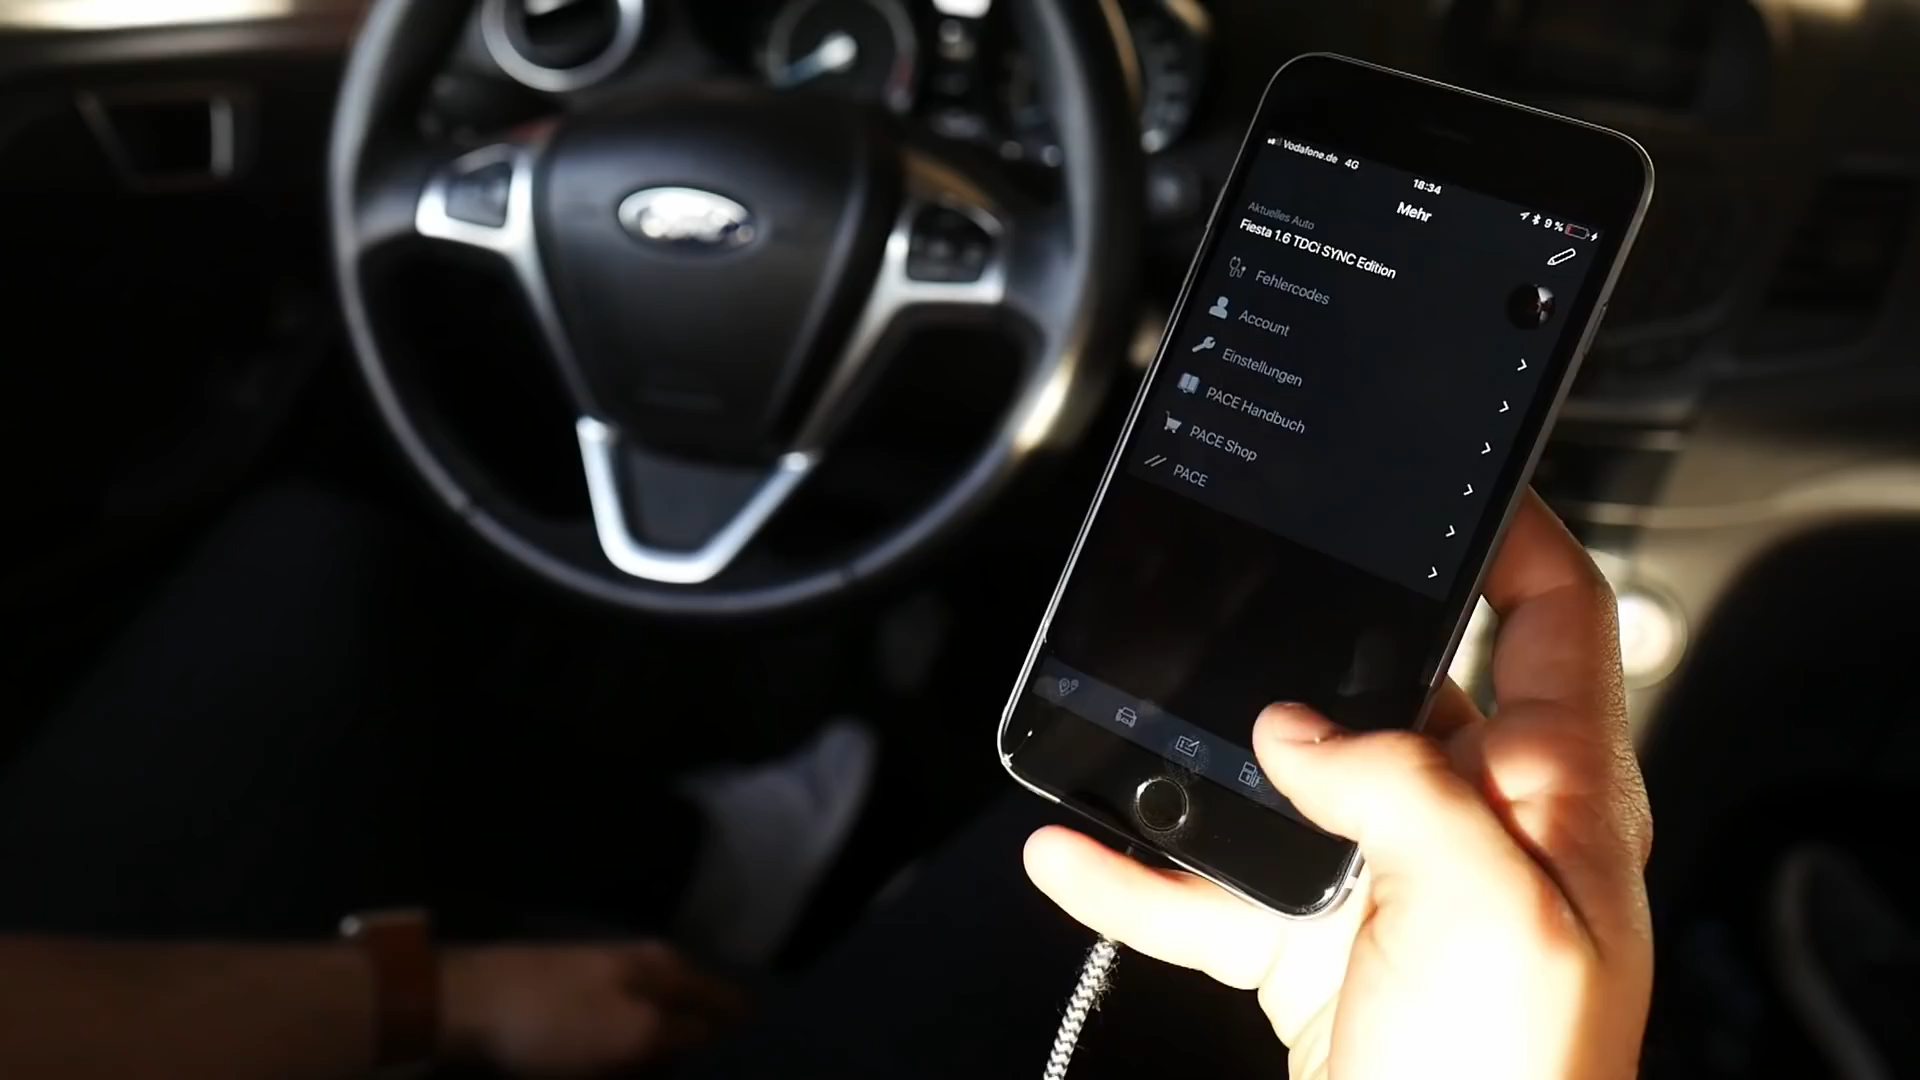 Ford
Vodafone.de 4G
18:34
9 %
Mehr
Aktuelles Auto
Fiesta 1.6 TDCi SYNC Edition
Fehlercodes
Account
Einstellungen
PACE Handbuch
PACE Shop
PACE